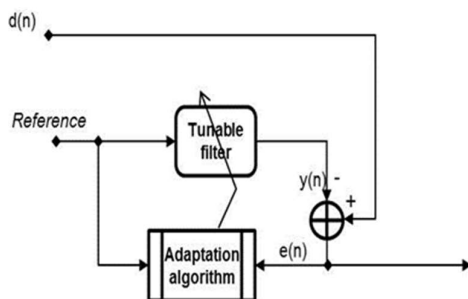 d(n)
Reference
Tunable
filter
y(n) -
+
Adaptation
algorithm
e(n)